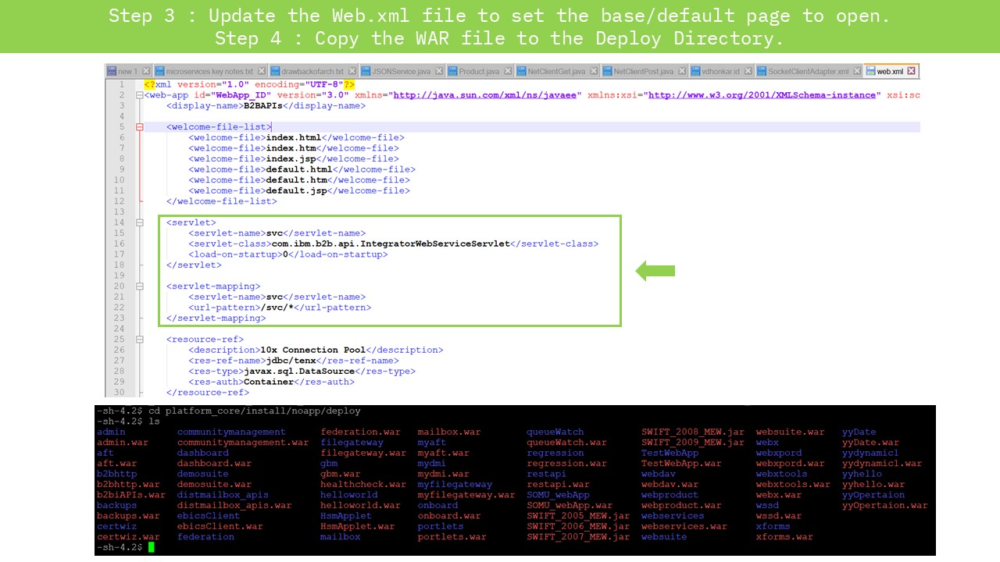 Step 3 : Update the Web.xml file to set the base/default page to open.
Step 4 : Copy the WAR file to the Deploy Directory.
new 1 microservices key notes.txt drawbackofarch.txt JSONService.java Product.java NetClientGet.java NetClientPost.java vdhonkar.id SocketClientAdapter.xml web.xml
1 <?xml version="1.0" encoding="UTF-8"?>
2 <web-app id="WebApp_ID" version="3.0" xmlns="http://java.sun.com/xml/ns/javaee" xmlns:xsi="http://www.w3.org/2001/XMLSchema-instance" xsi:sc
3 <display-name>B2BAPIs</display-name>
4
5 <welcome-file-list>
6 <welcome-file>index.html</welcome-file>
7 <welcome-file>index.htm</welcome-file>
8 <welcome-file>index.jsp</welcome-file>
9 <welcome-file>default.html</welcome-file>
10 <welcome-file>default.htm</welcome-file>
11 <welcome-file>default.jsp</welcome-file>
12 </welcome-file-list>
13
14 <servlet>
15 <servlet-name>svc</servlet-name>
16 <servlet-class>com.ibm.b2b.api.IntegratorWebServiceServlet</servlet-class>
17 <load-on-startup>0</load-on-startup>
18 </servlet>
19
20 <servlet-mapping>
21 <servlet-name>svc</servlet-name>
22 <url-pattern>/svc/*</url-pattern>
23 </servlet-mapping>
24
25 <resource-ref>
26 <description>10x Connection Pool</description>
27 <res-ref-name>jdbc/tenx</res-ref-name>
28 <res-type>javax.sql.DataSource</res-type>
29 <res-auth>Container</res-auth>
30 </resource-ref>
-sh-4.2$ cd platform_core/install/noapp/deploy
-sh-4.2$ ls
admin communitymanagement federation.war mailbox.war queueWatch SWIFT_2008_MEW.jar websuite.war yyDate
admin.war communitymanagement.war filegateway myaft queueWatch.war SWIFT_2009_MEW.jar webx yyDate.war
aft dashboard filegateway.war myaft.war regression TestWebApp webxpord yydynamic1
aft.war dashboard.war gbm mydmi regression.war TestWebApp.war webxpord.war yydynamic1.war
b2bhttp demosuite gbm.war mydmi.war restapi webdav webxtools yyhello
b2bhttp.war demosuite.war healthcheck.war myfilegateway restapi.war webdav.war webxtools.war yyhello.war
b2biAPIs.war distmailbox_apis helloworld myfilegateway.war SOMU_webApp webproduct webx.war yyOpertaion
backups distmailbox_apis.war helloworld.war onboard SOMU_webApp.war webproduct.war wssd yyOpertaion.war
backups.war ebicsClient HsmApplet onboard.war SWIFT_2005_MEW.jar webservices wssd.war
certwiz ebicsClient.war HsmApplet.war portlets SWIFT_2006_MEW.jar webservices.war xforms
certwiz.war federation mailbox portlets.war SWIFT_2007_MEW.jar websuite xforms.war
-sh-4.2$